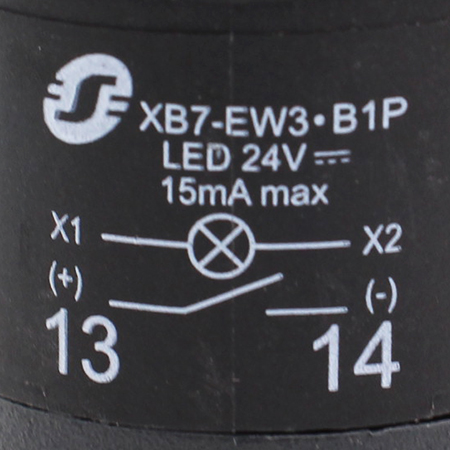 XB7-EW3•B1P
LED 24V ⎓
15mA max
X1 X2
(+) (-)
13 14